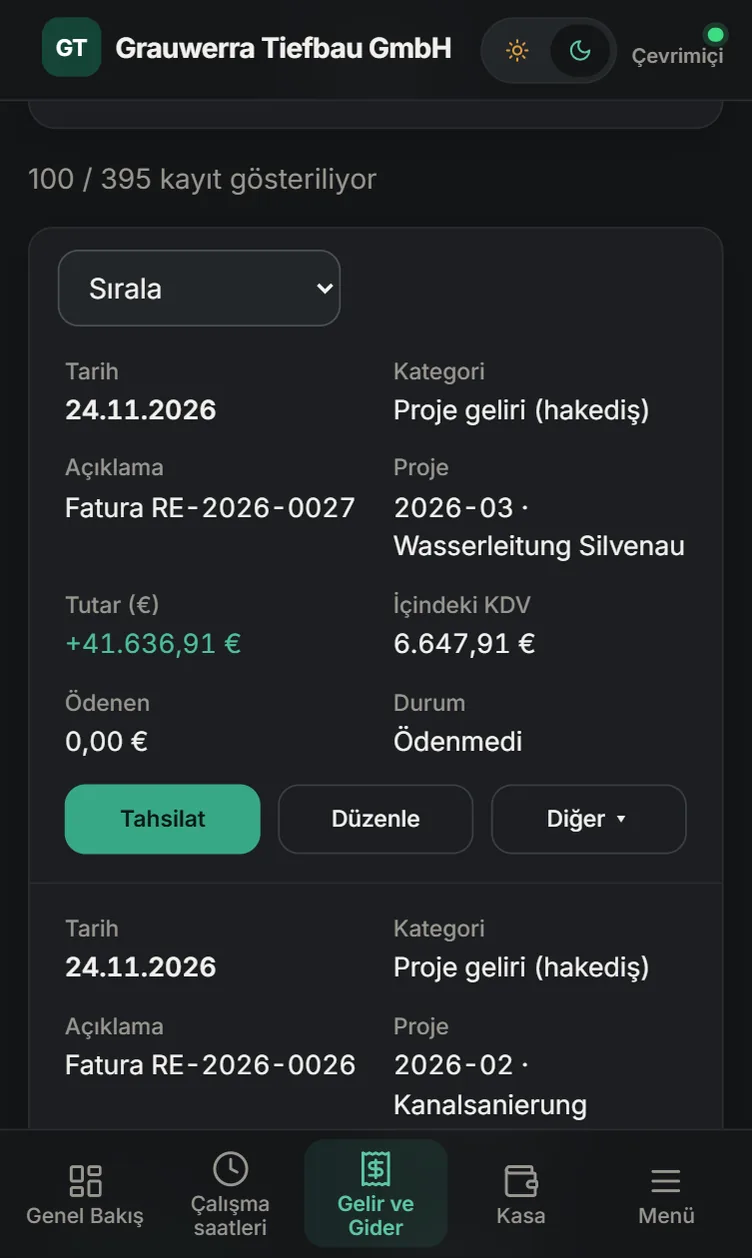 GT Grauwerra Tiefbau GmbH Çevrimiçi
100 / 395 kayıt gösteriliyor
Sırala
Tarih Kategori
24.11.2026 Proje geliri (hakediş)
Açıklama Proje
Fatura RE-2026-0027 2026-03 ·
Wasserleitung Silvenau
Tutar (€) İçindeki KDV
+41.636,91 € 6.647,91 €
Ödenen Durum
0,00 € Ödenmedi
Tahsilat Düzenle Diğer ▾
Tarih Kategori
24.11.2026 Proje geliri (hakediş)
Açıklama Proje
Fatura RE-2026-0026 2026-02 ·
Kanalsanierung
Genel Bakış
Çalışma
saatleri
Gelir ve
Gider
Kasa
Menü